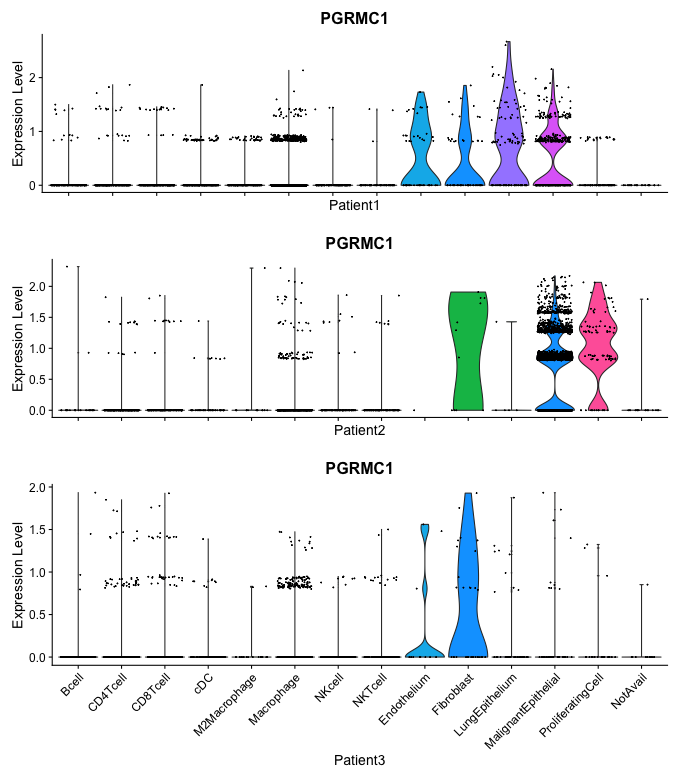 PGRMC1
Expression Level
2
1
0
Patient1
PGRMC1
Expression Level
2.0
1.5
1.0
0.5
0.0
Patient2
PGRMC1
Expression Level
2.0
1.5
1.0
0.5
0.0
Bcell
CD4Tcell
CD8Tcell
cDC
M2Macrophage
Macrophage
NKcell
NKTcell
Endothelium
Fibroblast
LungEpithelium
MalignantEpithelial
ProliferatingCell
NotAvail
Patient3